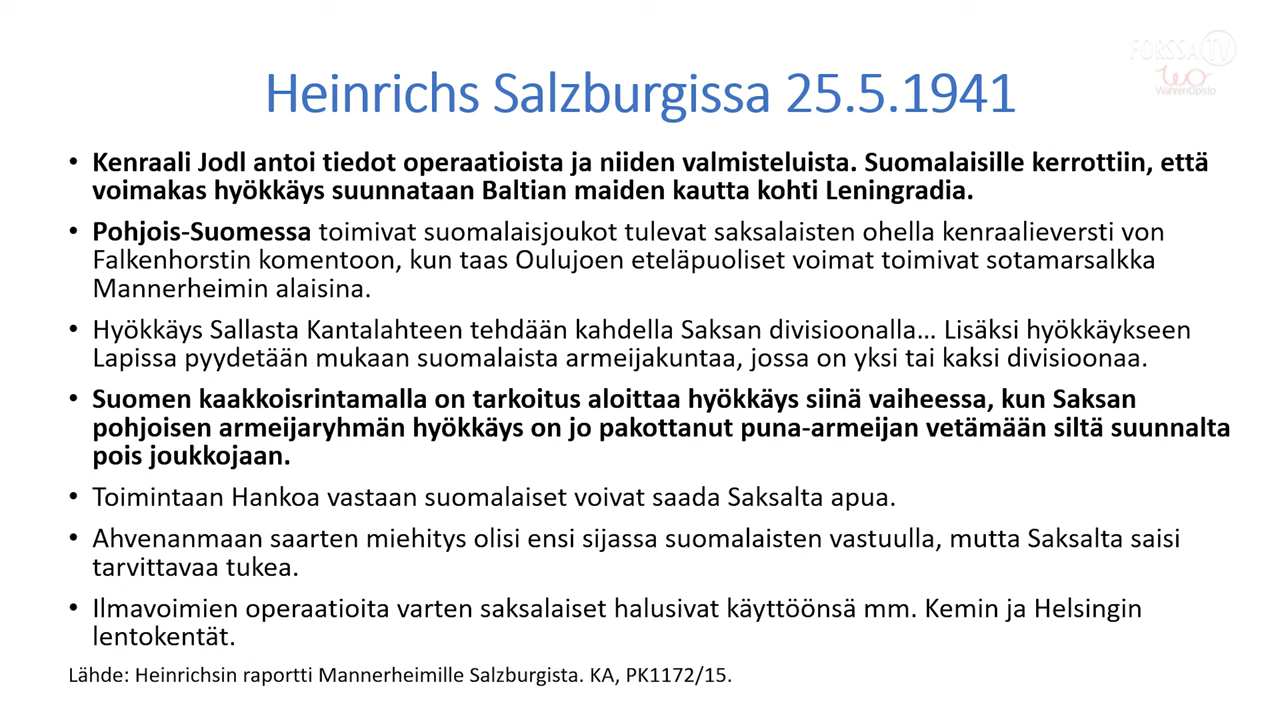 FORSSA TV
WahrenOpisto
Heinrichs Salzburgissa 25.5.1941
• Kenraali Jodl antoi tiedot operaatioista ja niiden valmisteluista. Suomalaisille kerrottiin, että
voimakas hyökkäys suunnataan Baltian maiden kautta kohti Leningradia.
• Pohjois-Suomessa toimivat suomalaisjoukot tulevat saksalaisten ohella kenraalieversti von
Falkenhorstin komentoon, kun taas Oulujoen eteläpuoliset voimat toimivat sotamarsalkka
Mannerheimin alaisina.
• Hyökkäys Sallasta Kantalahteen tehdään kahdella Saksan divisioonalla… Lisäksi hyökkäykseen
Lapissa pyydetään mukaan suomalaista armeijakuntaa, jossa on yksi tai kaksi divisioonaa.
• Suomen kaakkoisrintamalla on tarkoitus aloittaa hyökkäys siinä vaiheessa, kun Saksan
pohjoisen armeijaryhmän hyökkäys on jo pakottanut puna-armeijan vetämään siltä suunnalta
pois joukkojaan.
• Toimintaan Hankoa vastaan suomalaiset voivat saada Saksalta apua.
• Ahvenanmaan saarten miehitys olisi ensi sijassa suomalaisten vastuulla, mutta Saksalta saisi
tarvittavaa tukea.
• Ilmavoimien operaatioita varten saksalaiset halusivat käyttöönsä mm. Kemin ja Helsingin
lentokentät.
Lähde: Heinrichsin raportti Mannerheimille Salzburgista. KA, PK1172/15.